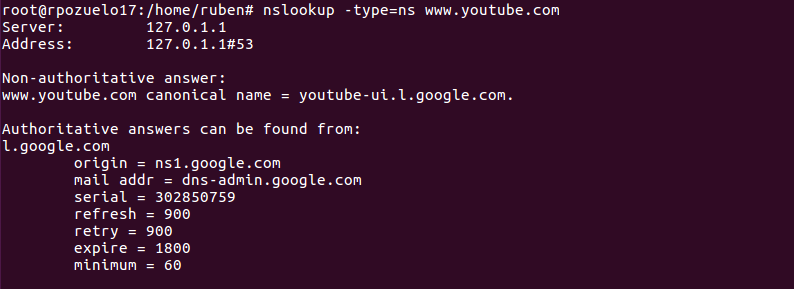 root@rpozuelo17:/home/ruben# nslookup -type=ns www.youtube.com
Server:         127.0.1.1
Address:        127.0.1.1#53

Non-authoritative answer:
www.youtube.com canonical name = youtube-ui.l.google.com.

Authoritative answers can be found from:
l.google.com
        origin = ns1.google.com
        mail addr = dns-admin.google.com
        serial = 302850759
        refresh = 900
        retry = 900
        expire = 1800
        minimum = 60